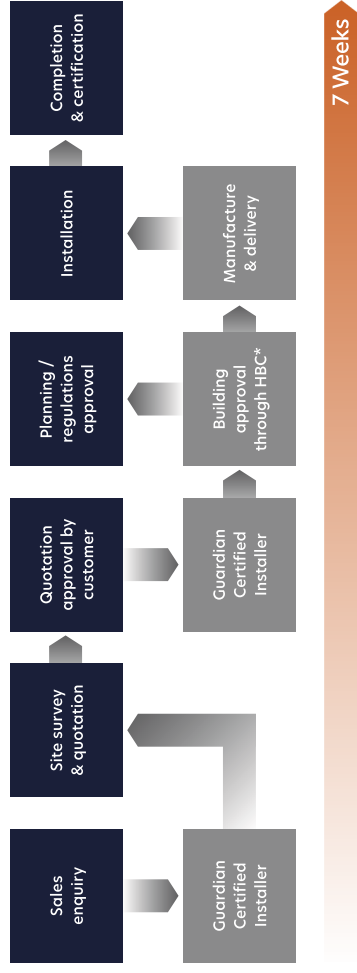 Sales
enquiry
Guardian
Certified
Installer
Site survey
& quotation
Quotation
approval by
customer
Guardian
Certified
Installer
Building
approval
through HBC*
Planning /
regulations
approval
Manufacture
& delivery
Installation
Completion
& certification
7 Weeks